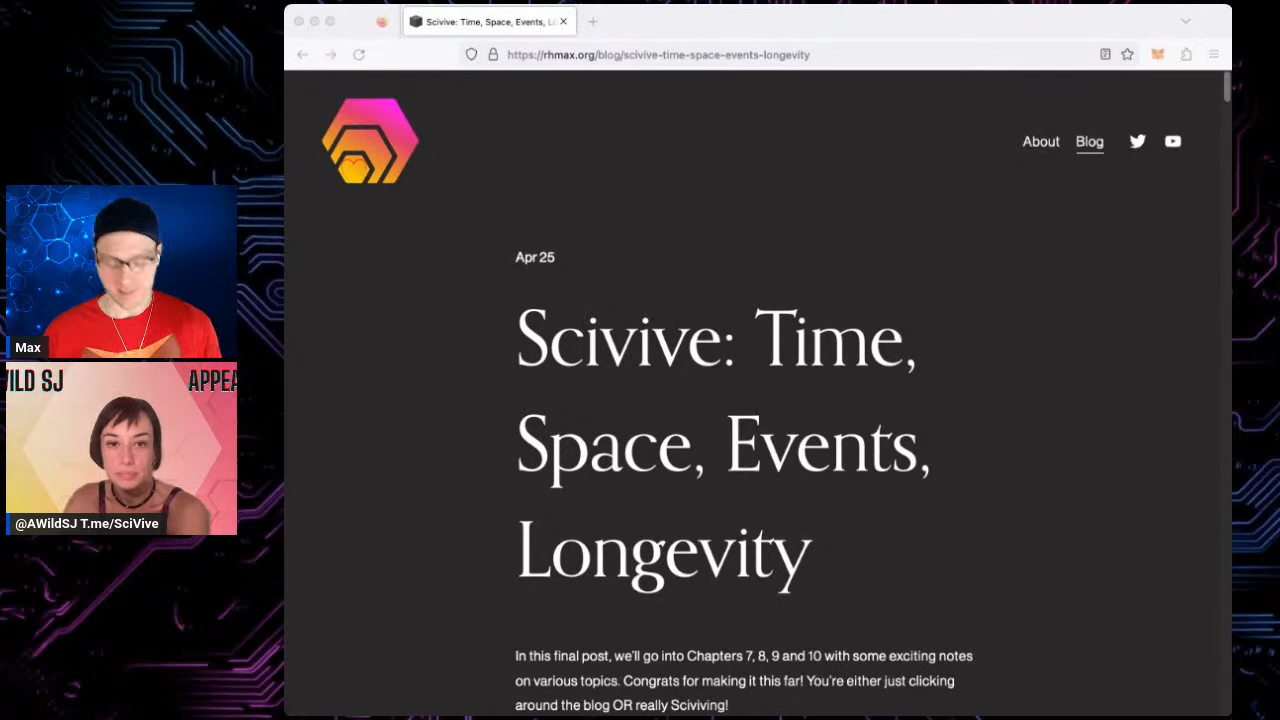 Scivive: Time, Space, Events, Lo
https://rhmax.org/blog/scivive-time-space-events-longevity
About
Blog
Apr 25
Scivive: Time,
Space, Events,
Longevity
In this final post, we'll go into Chapters 7, 8, 9 and 10 with some exciting notes
on various topics. Congrats for making it this far! You're either just clicking
around the blog OR really Sciviving!
Max
WILD SJ
APPEA
@AWildSJ T.me/SciVive